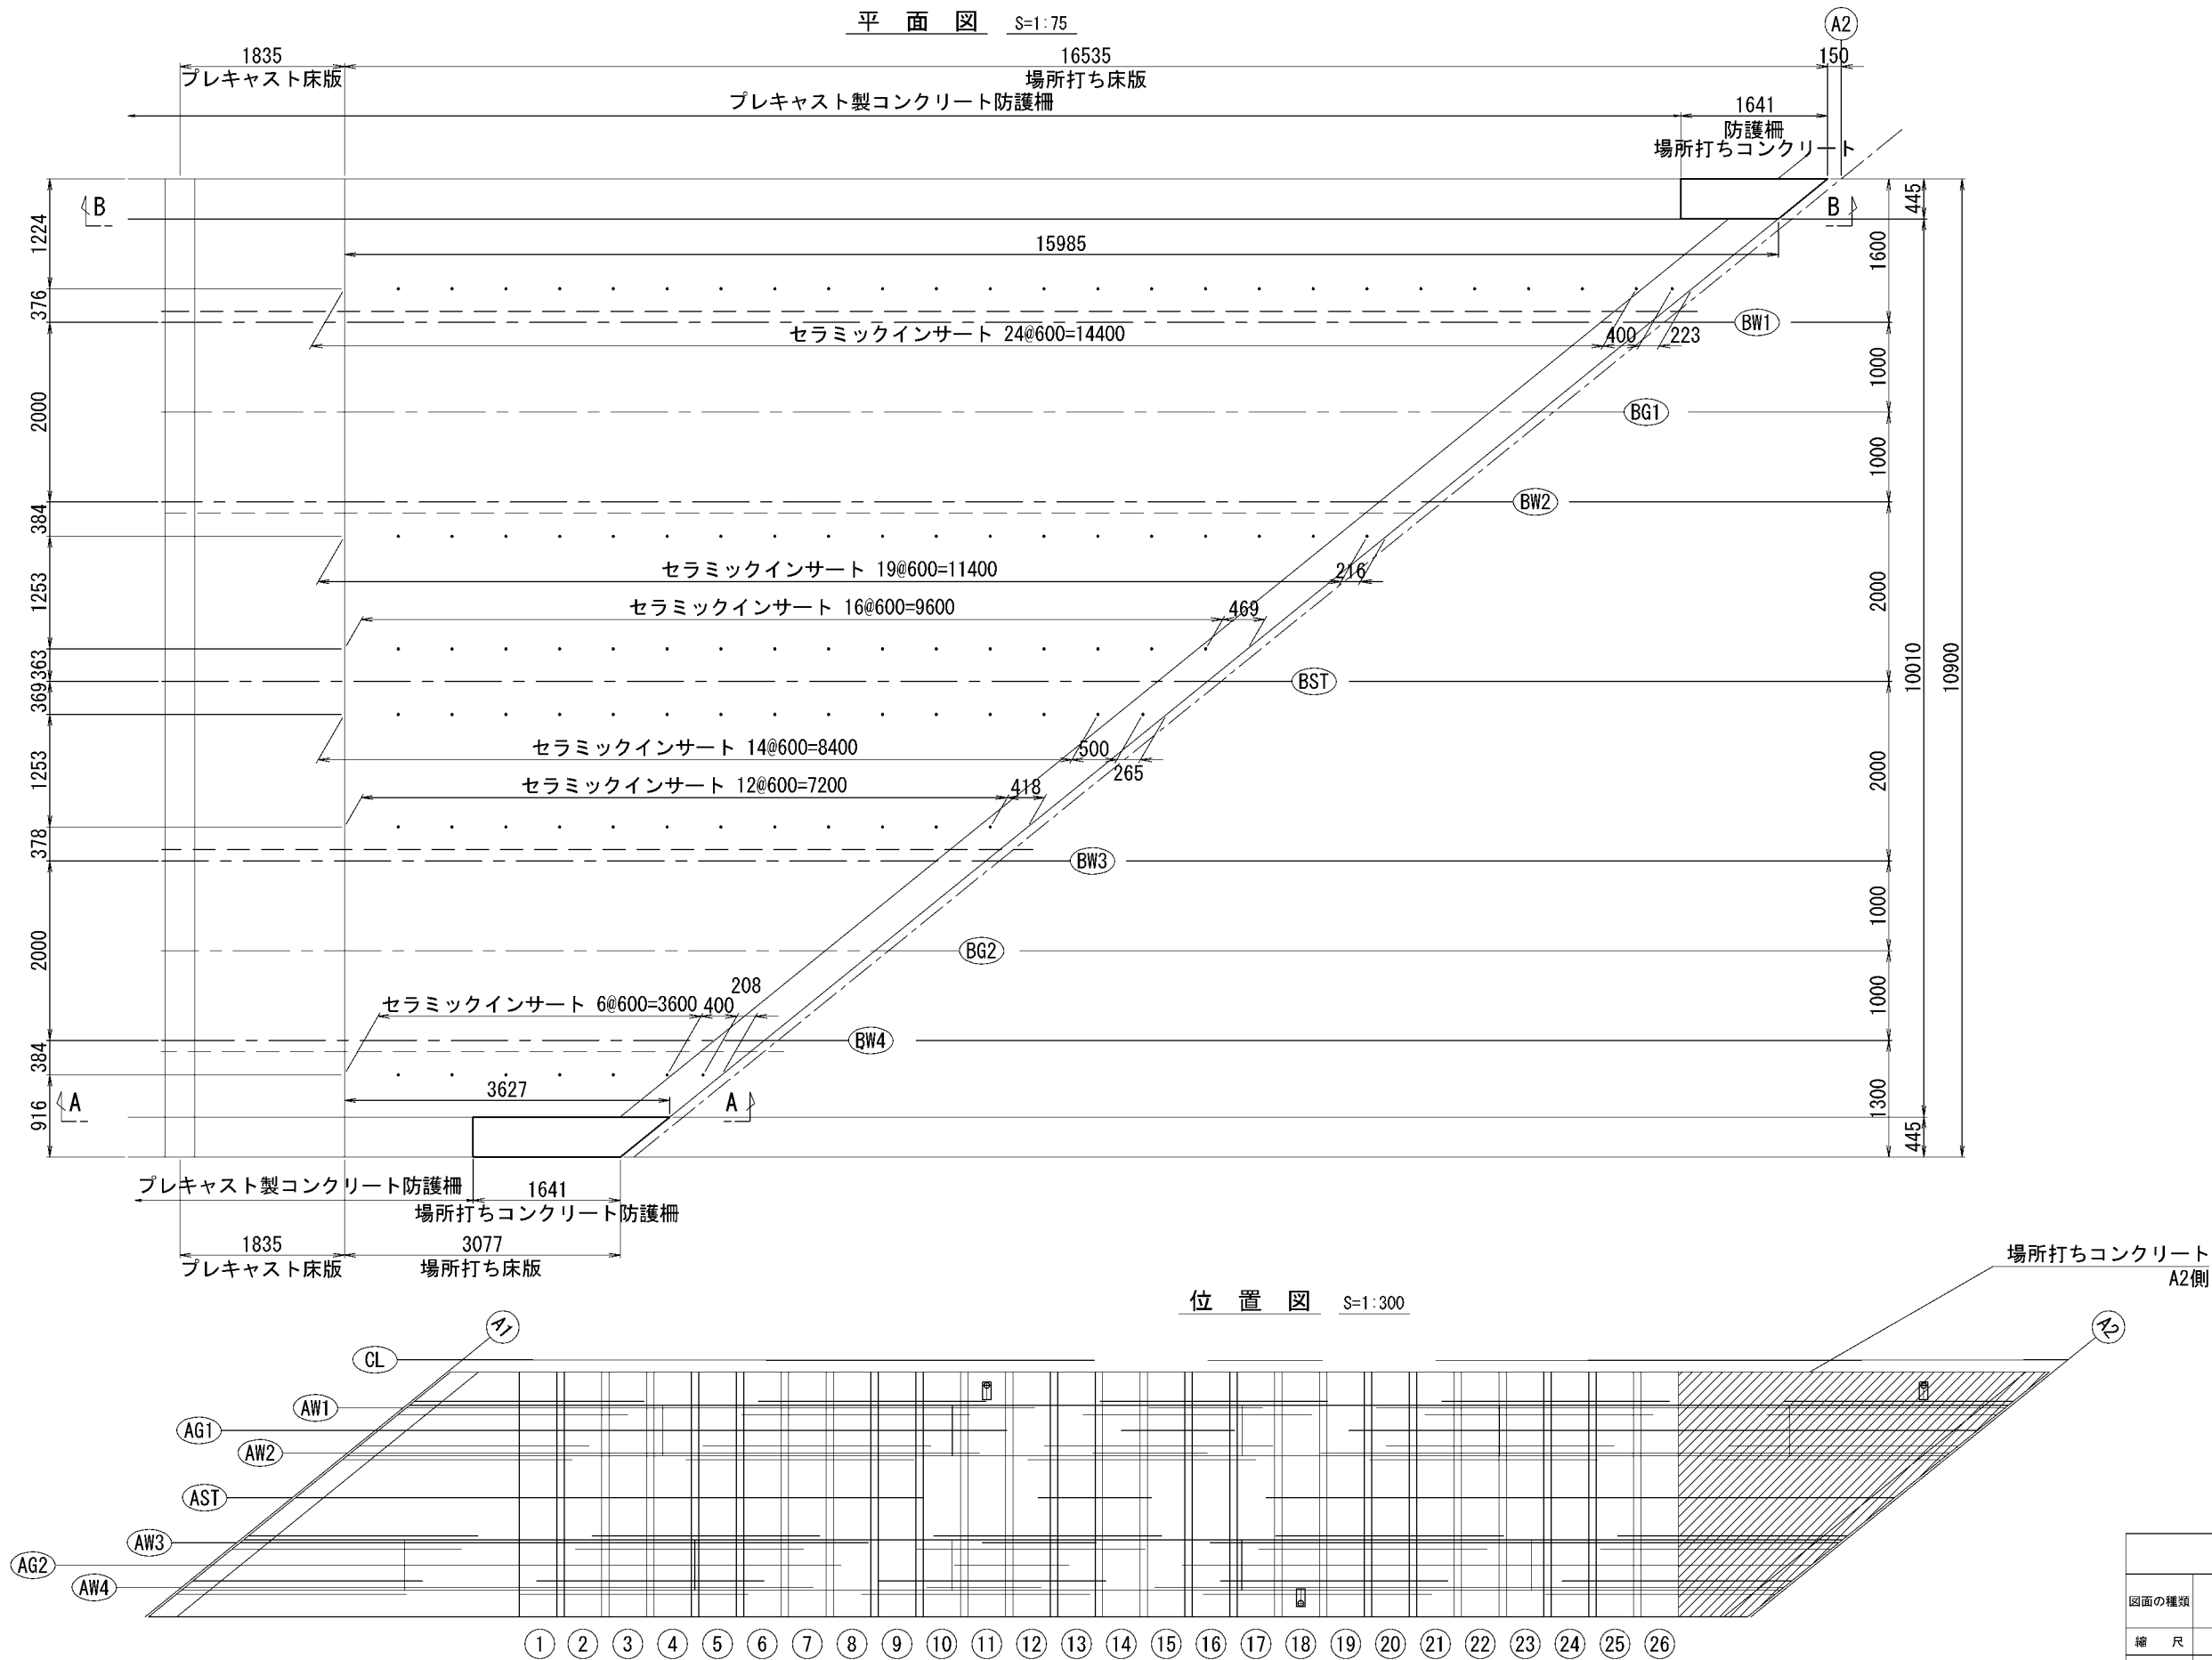 平 面 図 S=1:75
A2
1835
16535
150
プレキャスト床版
場所打ち床版
プレキャスト製コンクリート防護柵
1641
防護柵
場所打ちコンクリート
B
B
445
1224
1600
15985
376
BW1
セラミックインサート 24@600=14400
400
223
1000
2000
BG1
1000
BW2
384
セラミックインサート 19@600=11400
216
1253
2000
セラミックインサート 16@600=9600
469
363
BST
10010
10900
369
セラミックインサート 14@600=8400
500
265
1253
2000
セラミックインサート 12@600=7200
418
378
BW3
1000
2000
BG2
208
セラミックインサート 6@600=3600
400
1000
BW4
384
3627
A
A
916
1300
445
プレキャスト製コンクリート防護柵
1641
場所打ちコンクリート防護柵
1835
3077
プレキャスト床版
場所打ち床版
場所打ちコンクリート
A2側
位 置 図 S=1:300
A1
A2
CL
AW1
AG1
AW2
AST
AW3
AG2
AW4
1 2 3 4 5 6 7 8 9 10 11 12 13 14 15 16 17 18 19 20 21 22 23 24 25 26
図面の種類
縮 尺